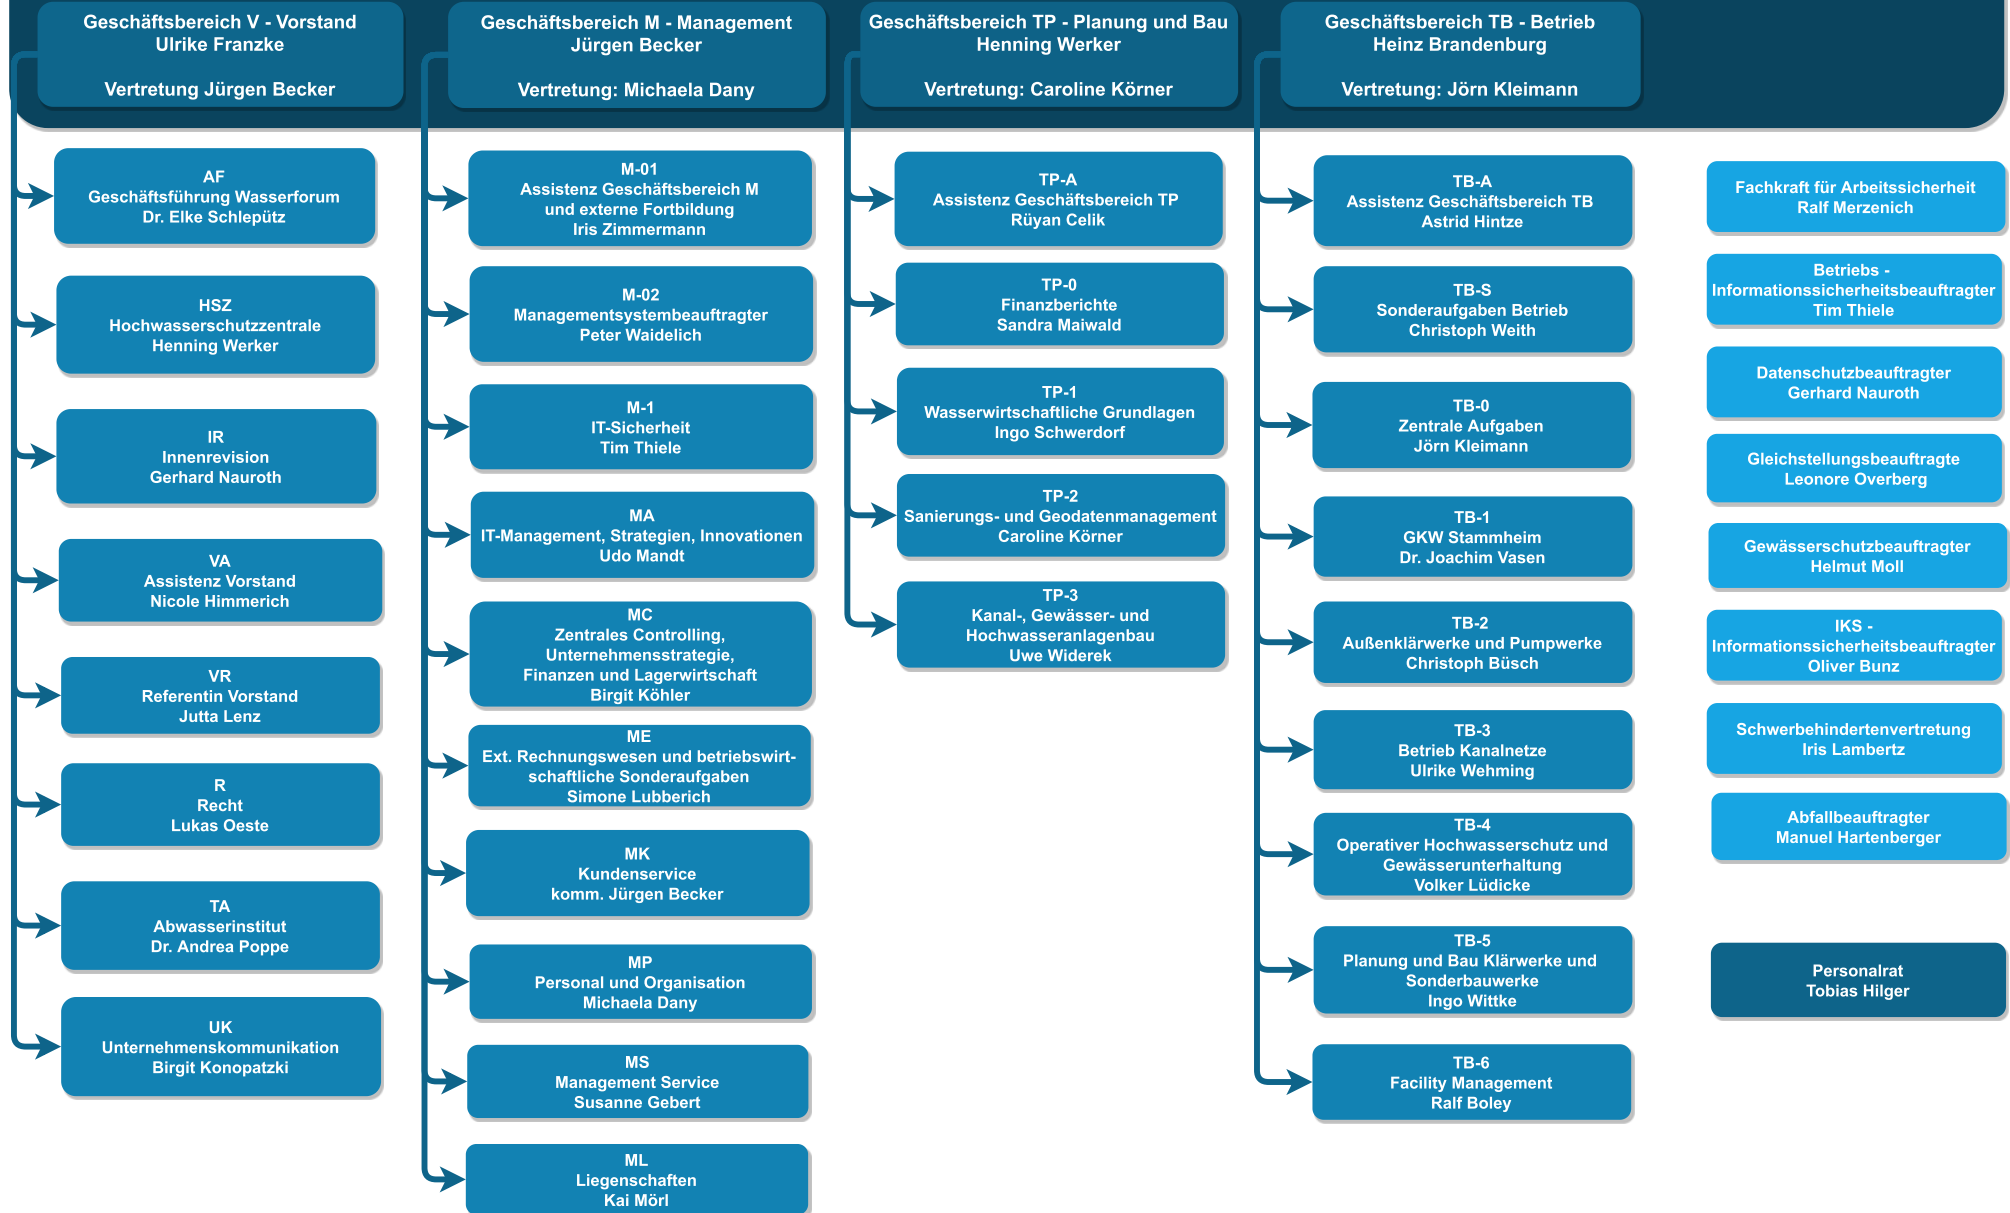 Geschäftsbereich V - Vorstand
Ulrike Franzke
Vertretung Jürgen Becker
AF
Geschäftsführung Wasserforum
Dr. Elke Schlepütz
HSZ
Hochwasserschutzzentrale
Henning Werker
IR
Innenrevision
Gerhard Nauroth
VA
Assistenz Vorstand
Nicole Himmerich
VR
Referentin Vorstand
Jutta Lenz
R
Recht
Lukas Oeste
TA
Abwasserinstitut
Dr. Andrea Poppe
UK
Unternehmenskommunikation
Birgit Konopatzki
Geschäftsbereich M - Management
Jürgen Becker
Vertretung: Michaela Dany
M-01
Assistenz Geschäftsbereich M
und externe Fortbildung
Iris Zimmermann
M-02
Managementsystembeauftragter
Peter Waidelich
M-1
IT-Sicherheit
Tim Thiele
MA
IT-Management, Strategien, Innovationen
Udo Mandt
MC
Zentrales Controlling,
Unternehmensstrategie,
Finanzen und Lagerwirtschaft
Birgit Köhler
ME
Ext. Rechnungswesen und betriebswirt-
schaftliche Sonderaufgaben
Simone Lubberich
MK
Kundenservice
komm. Jürgen Becker
MP
Personal und Organisation
Michaela Dany
MS
Management Service
Susanne Gebert
ML
Liegenschaften
Kai Mörl
Geschäftsbereich TP - Planung und Bau
Henning Werker
Vertretung: Caroline Körner
TP-A
Assistenz Geschäftsbereich TP
Rüyan Celik
TP-0
Finanzberichte
Sandra Maiwald
TP-1
Wasserwirtschaftliche Grundlagen
Ingo Schwerdorf
TP-2
Sanierungs- und Geodatenmanagement
Caroline Körner
TP-3
Kanal-, Gewässer- und
Hochwasseranlagenbau
Uwe Widerek
Geschäftsbereich TB - Betrieb
Heinz Brandenburg
Vertretung: Jörn Kleimann
TB-A
Assistenz Geschäftsbereich TB
Astrid Hintze
TB-S
Sonderaufgaben Betrieb
Christoph Weith
TB-0
Zentrale Aufgaben
Jörn Kleimann
TB-1
GKW Stammheim
Dr. Joachim Vasen
TB-2
Außenklärwerke und Pumpwerke
Christoph Büsch
TB-3
Betrieb Kanalnetze
Ulrike Wehming
TB-4
Operativer Hochwasserschutz und
Gewässerunterhaltung
Volker Lüdicke
TB-5
Planung und Bau Klärwerke und
Sonderbauwerke
Ingo Wittke
TB-6
Facility Management
Ralf Boley
Fachkraft für Arbeitssicherheit
Ralf Merzenich
Betriebs -
Informationssicherheitsbeauftragter
Tim Thiele
Datenschutzbeauftragter
Gerhard Nauroth
Gleichstellungsbeauftragte
Leonore Overberg
Gewässerschutzbeauftragter
Helmut Moll
IKS -
Informationssicherheitsbeauftragter
Oliver Bunz
Schwerbehindertenvertretung
Iris Lambertz
Abfallbeauftragter
Manuel Hartenberger
Personalrat
Tobias Hilger